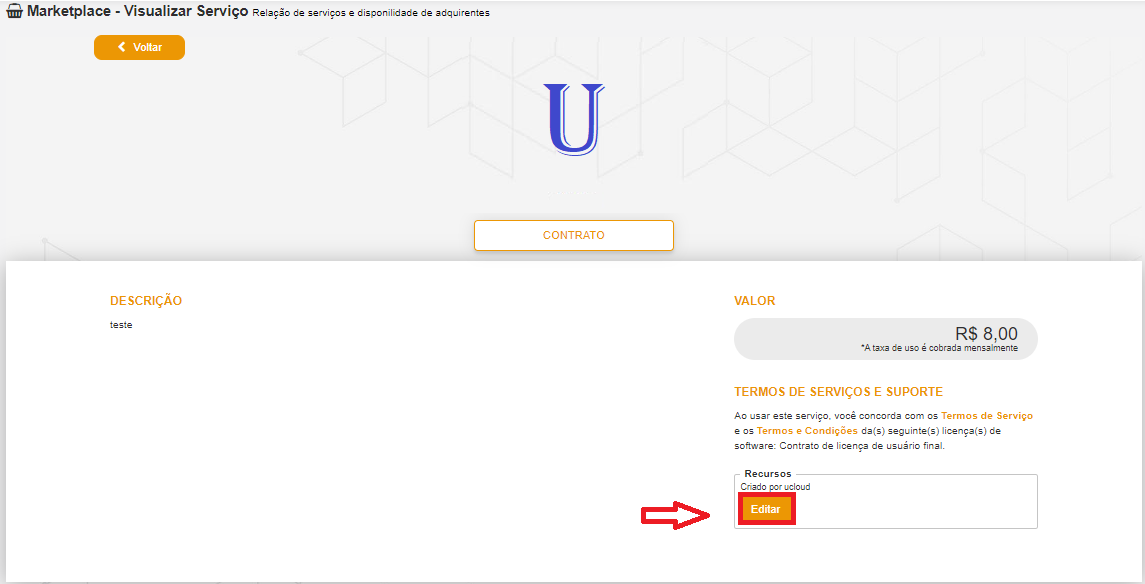 Marketplace - Visualizar Serviço Relação de serviços e disponilidade de adquirentes
Voltar
U
CONTRATO
DESCRIÇÃO
teste
VALOR
R$ 8,00
*A taxa de uso é cobrada mensalmente
TERMOS DE SERVIÇOS E SUPORTE
Ao usar este serviço, você concorda com os Termos de Serviço
e os Termos e Condições da(s) seguinte(s) licença(s) de
software: Contrato de licença de usuário final.
Recursos
Criado por ucloud
Editar